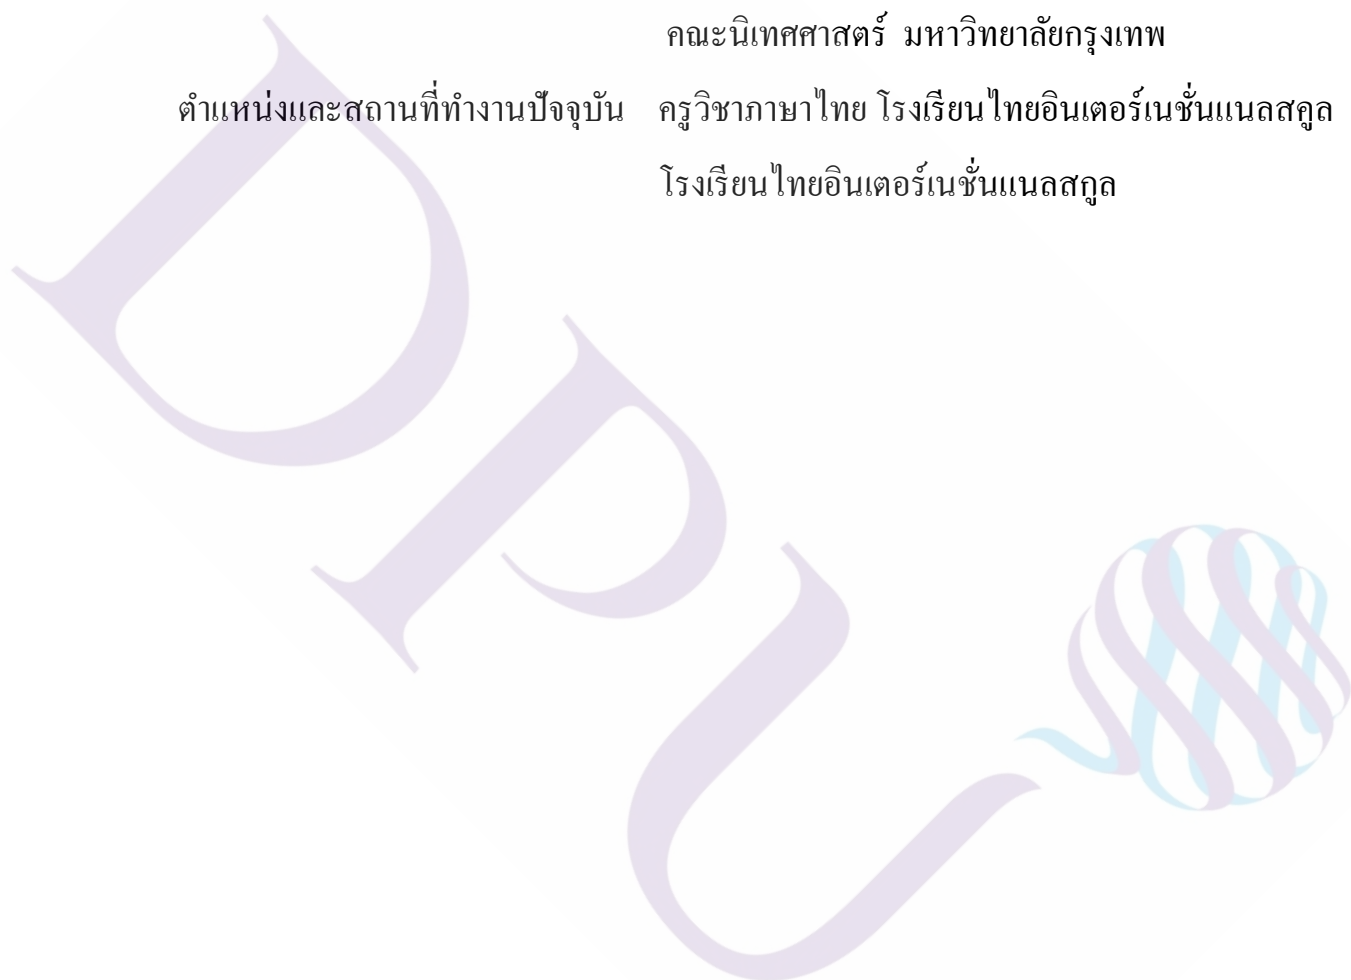 คณะนิเทศศาสตร์ มหาวิทยาลัยกรุงเทพ
ตำแหน่งและสถานที่ทำงานปัจจุบัน ครูวิชาภาษาไทย โรงเรียนไทยอินเตอร์เนชั่นแนลสคูล
โรงเรียนไทยอินเตอร์เนชั่นแนลสกูล
DPU